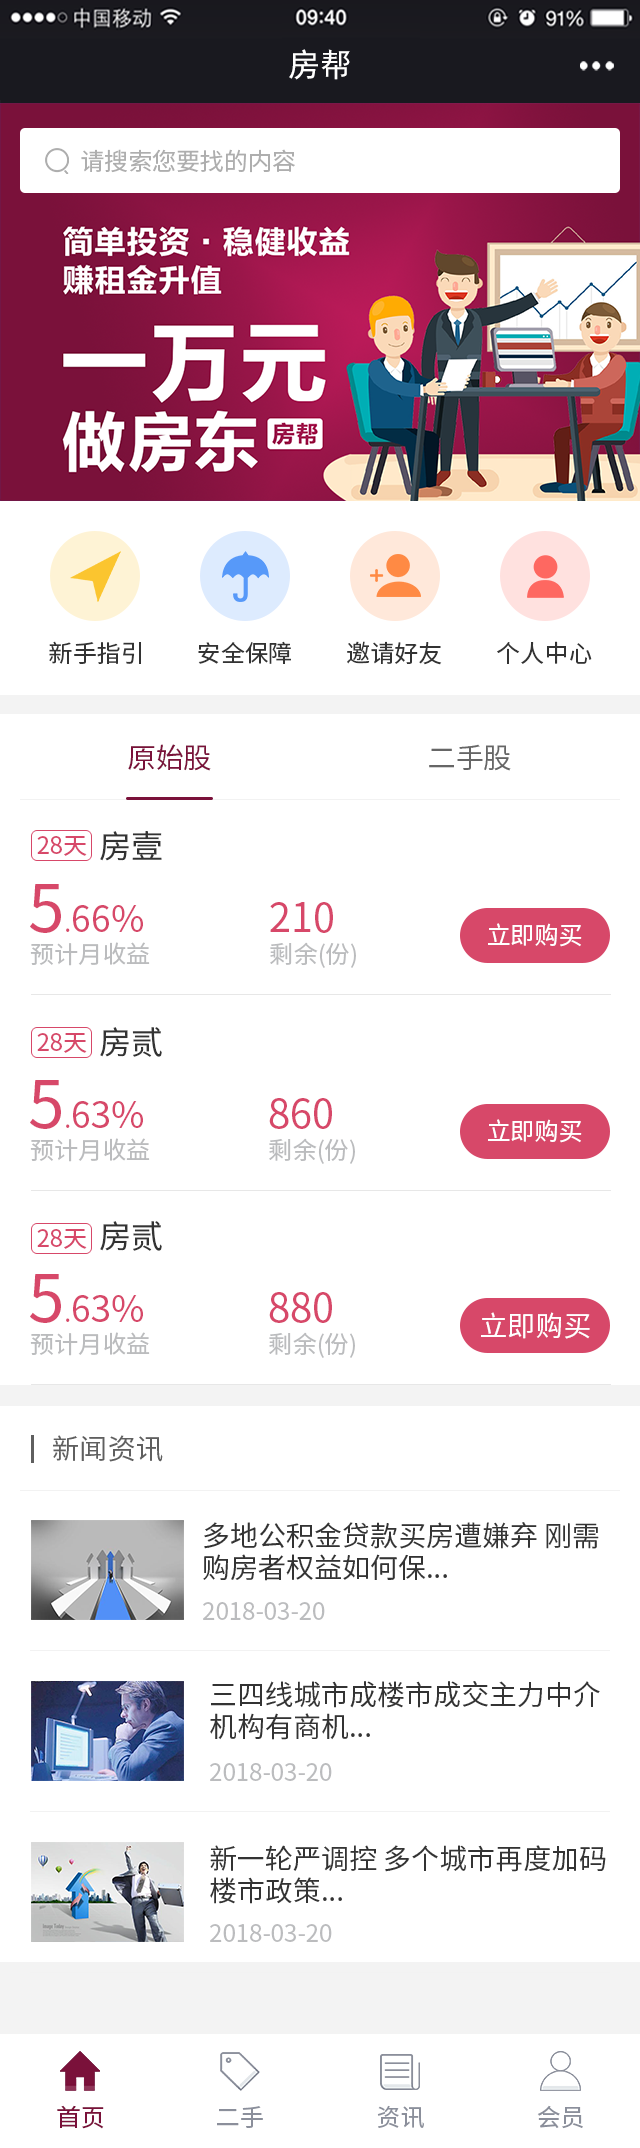 中国移动 09:40 91%
房帮
请搜索您要找的内容
简单投资·稳健收益
赚租金升值
一万元
做房东 房帮
新手指引 安全保障 邀请好友 个人中心
原始股 二手股
28天 房壹
5.66% 210 立即购买
预计月收益 剩余(份)
28天 房贰
5.63% 860 立即购买
预计月收益 剩余(份)
28天 房贰
5.63% 880 立即购买
预计月收益 剩余(份)
新闻资讯
多地公积金贷款买房遭嫌弃 刚需
购房者权益如何保...
2018-03-20
三四线城市成楼市成交主力中介
机构有商机...
2018-03-20
新一轮严调控 多个城市再度加码
楼市政策...
2018-03-20
首页 二手 资讯 会员